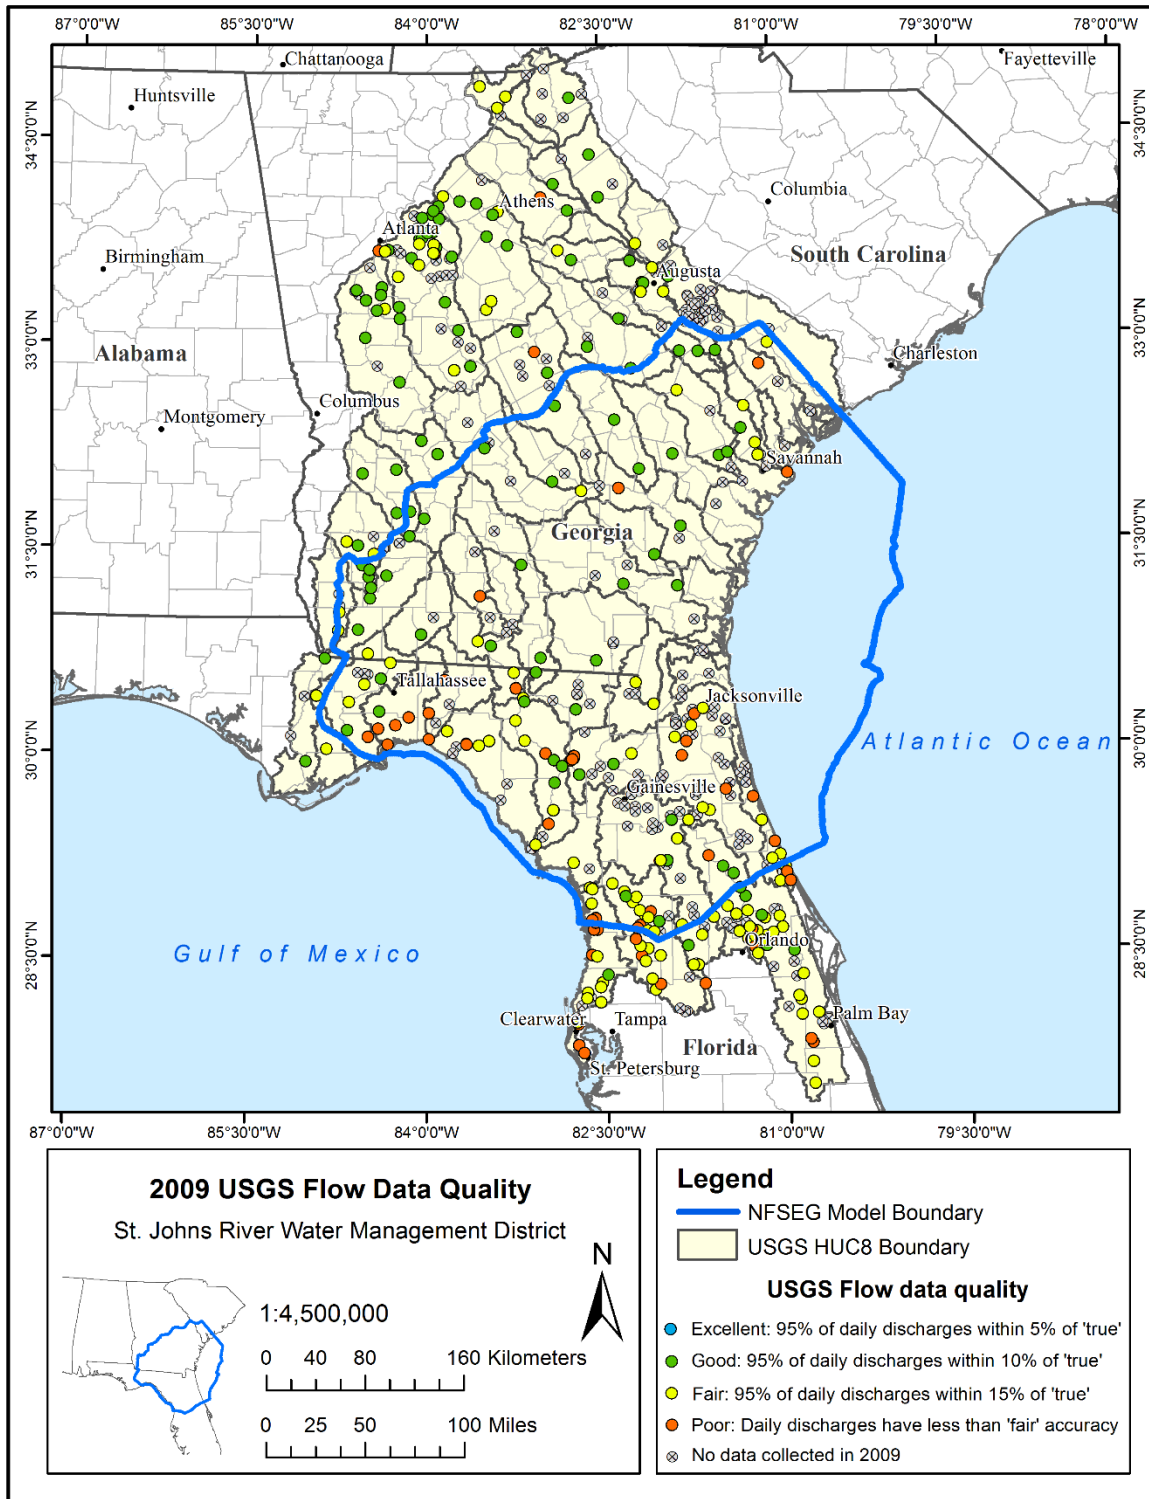 87°0'0"W 85°30'0"W 84°0'0"W 82°30'0"W 81°0'0"W 79°30'0"W 78°0'0"W
Chattanooga
Fayetteville
Huntsville
34°30'0"N
34°30'0"N
Columbia
Athens
Atlanta
South Carolina
Birmingham
Augusta
33°0'0"N
33°0'0"N
Alabama
Charleston
Columbus
Montgomery
Savannah
31°30'0"N
31°30'0"N
Georgia
Tallahassee
Jacksonville
30°0'0"N
30°0'0"N
Atlantic Ocean
Gainesville
Orlando
Gulf of Mexico
28°30'0"N
28°30'0"N
Clearwater
Tampa
Palm Bay
Florida
St. Petersburg
87°0'0"W 85°30'0"W 84°0'0"W 82°30'0"W 81°0'0"W 79°30'0"W
2009 USGS Flow Data Quality
St. Johns River Water Management District
N
1:4,500,000
0 40 80 160 Kilometers
0 25 50 100 Miles
Legend
NFSEG Model Boundary
USGS HUC8 Boundary
USGS Flow data quality
Excellent: 95% of daily discharges within 5% of 'true'
Good: 95% of daily discharges within 10% of 'true'
Fair: 95% of daily discharges within 15% of 'true'
Poor: Daily discharges have less than 'fair' accuracy
No data collected in 2009